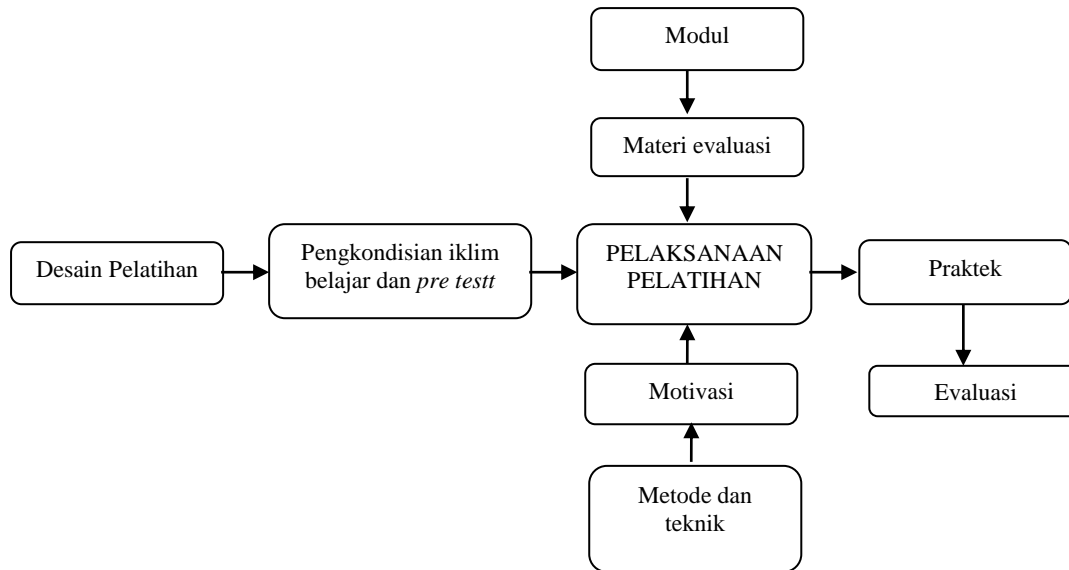 Modul
Materi evaluasi
Desain Pelatihan
Pengkondisian iklim
belajar dan pre testt
PELAKSANAAN
PELATIHAN
Praktek
Motivasi
Evaluasi
Metode dan
teknik